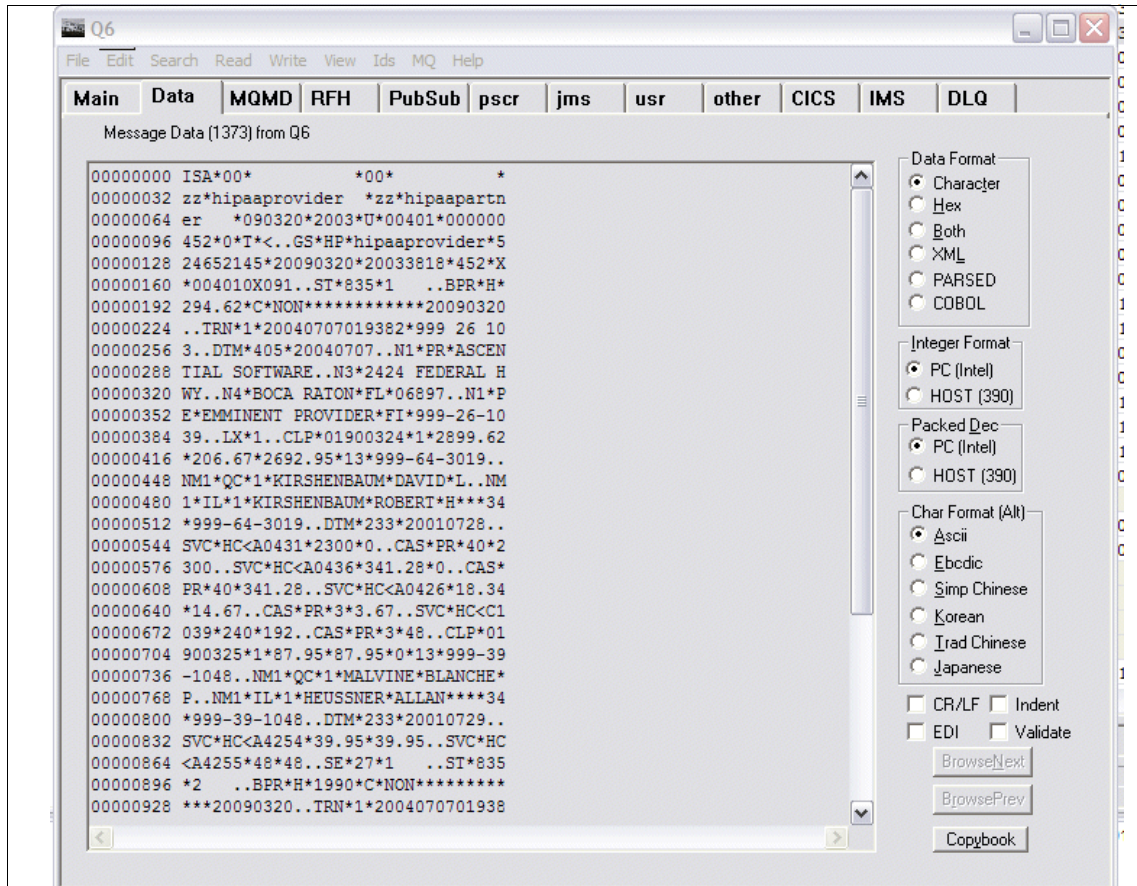 Q6
File Edit Search Read Write View Ids MQ Help
Main Data MQMD RFH PubSub pscr jms usr other CICS IMS DLQ
Message Data (1373) from Q6
00000000 ISA*00*          *00*          *
00000032 zz*hipaaprovider  *zz*hipaapartn
00000064 er   *090320*2003*U*00401*000000
00000096 452*0*T*<..GS*HP*hipaaprovider*5
00000128 24652145*20090320*20033818*452*X
00000160 *004010X091..ST*835*1   ..BPR*H*
00000192 294.62*C*NON************20090320
00000224 ..TRN*1*20040707019382*999 26 10
00000256 3..DTM*405*20040707..N1*PR*ASCEN
00000288 TIAL SOFTWARE..N3*2424 FEDERAL H
00000320 WY..N4*BOCA RATON*FL*06897..N1*P
00000352 E*EMMINENT PROVIDER*FI*999-26-10
00000384 39..LX*1..CLP*01900324*1*2899.62
00000416 *206.67*2692.95*13*999-64-3019..
00000448 NM1*QC*1*KIRSHENBAUM*DAVID*L..NM
00000480 1*IL*1*KIRSHENBAUM*ROBERT*H***34
00000512 *999-64-3019..DTM*233*20010728..
00000544 SVC*HC<A0431*2300*0..CAS*PR*40*2
00000576 300..SVC*HC<A0436*341.28*0..CAS*
00000608 PR*40*341.28..SVC*HC<A0426*18.34
00000640 *14.67..CAS*PR*3*3.67..SVC*HC<C1
00000672 039*240*192..CAS*PR*3*48..CLP*01
00000704 900325*1*87.95*87.95*0*13*999-39
00000736 -1048..NM1*QC*1*MALVINE*BLANCHE*
00000768 P..NM1*IL*1*HEUSSNER*ALLAN****34
00000800 *999-39-1048..DTM*233*20010729..
00000832 SVC*HC<A4254*39.95*39.95..SVC*HC
00000864 <A4255*48*48..SE*27*1   ..ST*835
00000896 *2   ..BPR*H*1990*C*NON*********
00000928 ***20090320..TRN*1*2004070701938
Data Format
Character
Hex
Both
XML
PARSED
COBOL
Integer Format
PC (Intel)
HOST (390)
Packed Dec
PC (Intel)
HOST (390)
Char Format (Alt)
Ascii
Ebcdic
Simp Chinese
Korean
Trad Chinese
Japanese
CR/LF Indent
EDI Validate
BrowseNext
BrowsePrev
Copybook